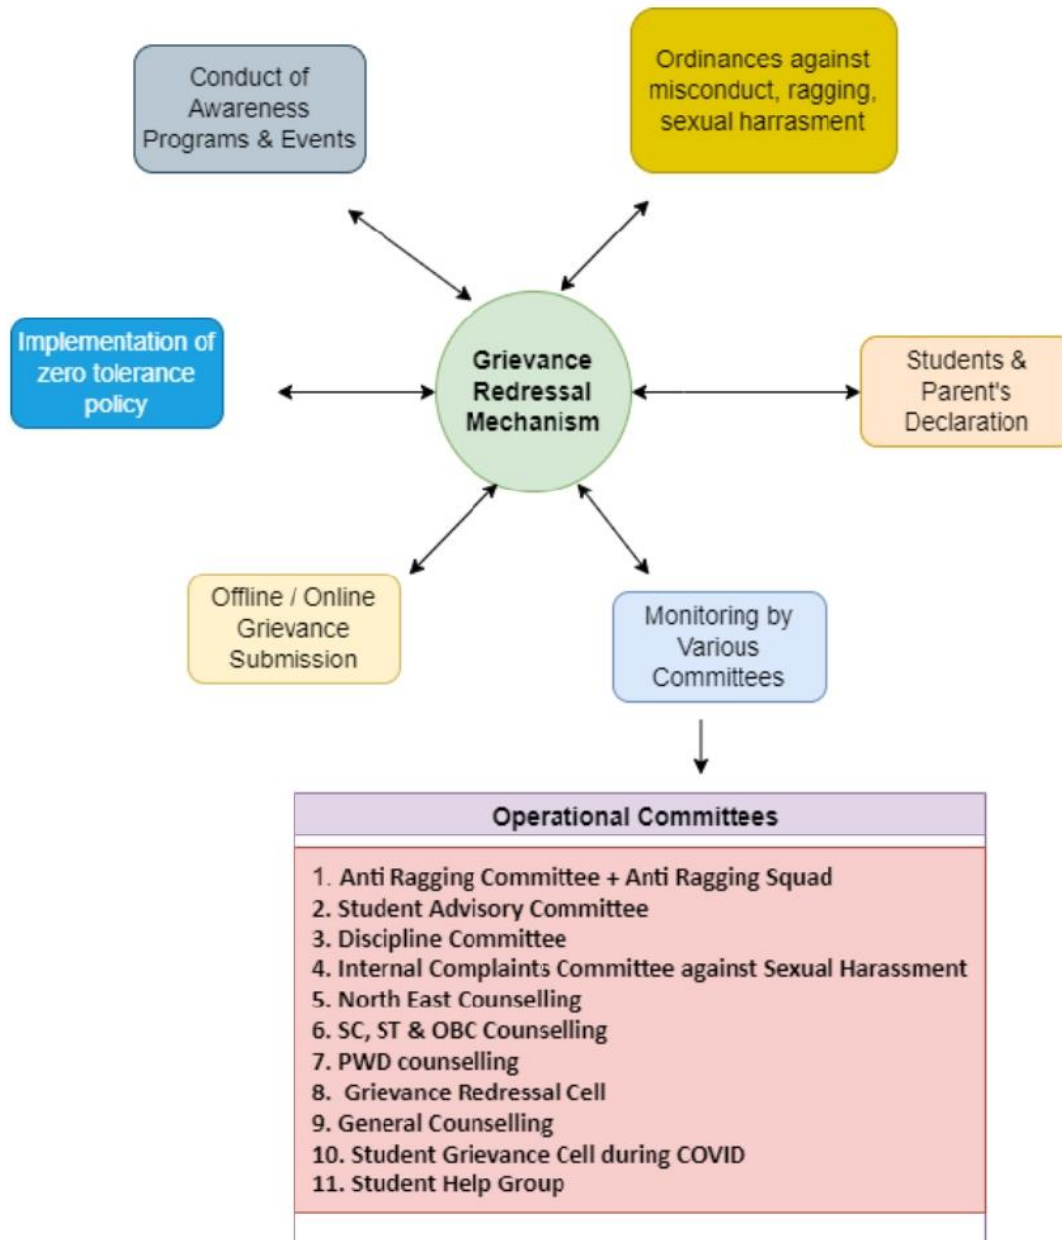 Conduct of
Awareness
Programs & Events
Ordinances against
misconduct, ragging,
sexual harrasment
Implementation of
zero tolerance
policy
Grievance
Redressal
Mechanism
Students &
Parent's
Declaration
Offline / Online
Grievance
Submission
Monitoring by
Various
Committees
Operational Committees
1. Anti Ragging Committee + Anti Ragging Squad
2. Student Advisory Committee
3. Discipline Committee
4. Internal Complaints Committee against Sexual Harassment
5. North East Counselling
6. SC, ST & OBC Counselling
7. PWD counselling
8. Grievance Redressal Cell
9. General Counselling
10. Student Grievance Cell during COVID
11. Student Help Group